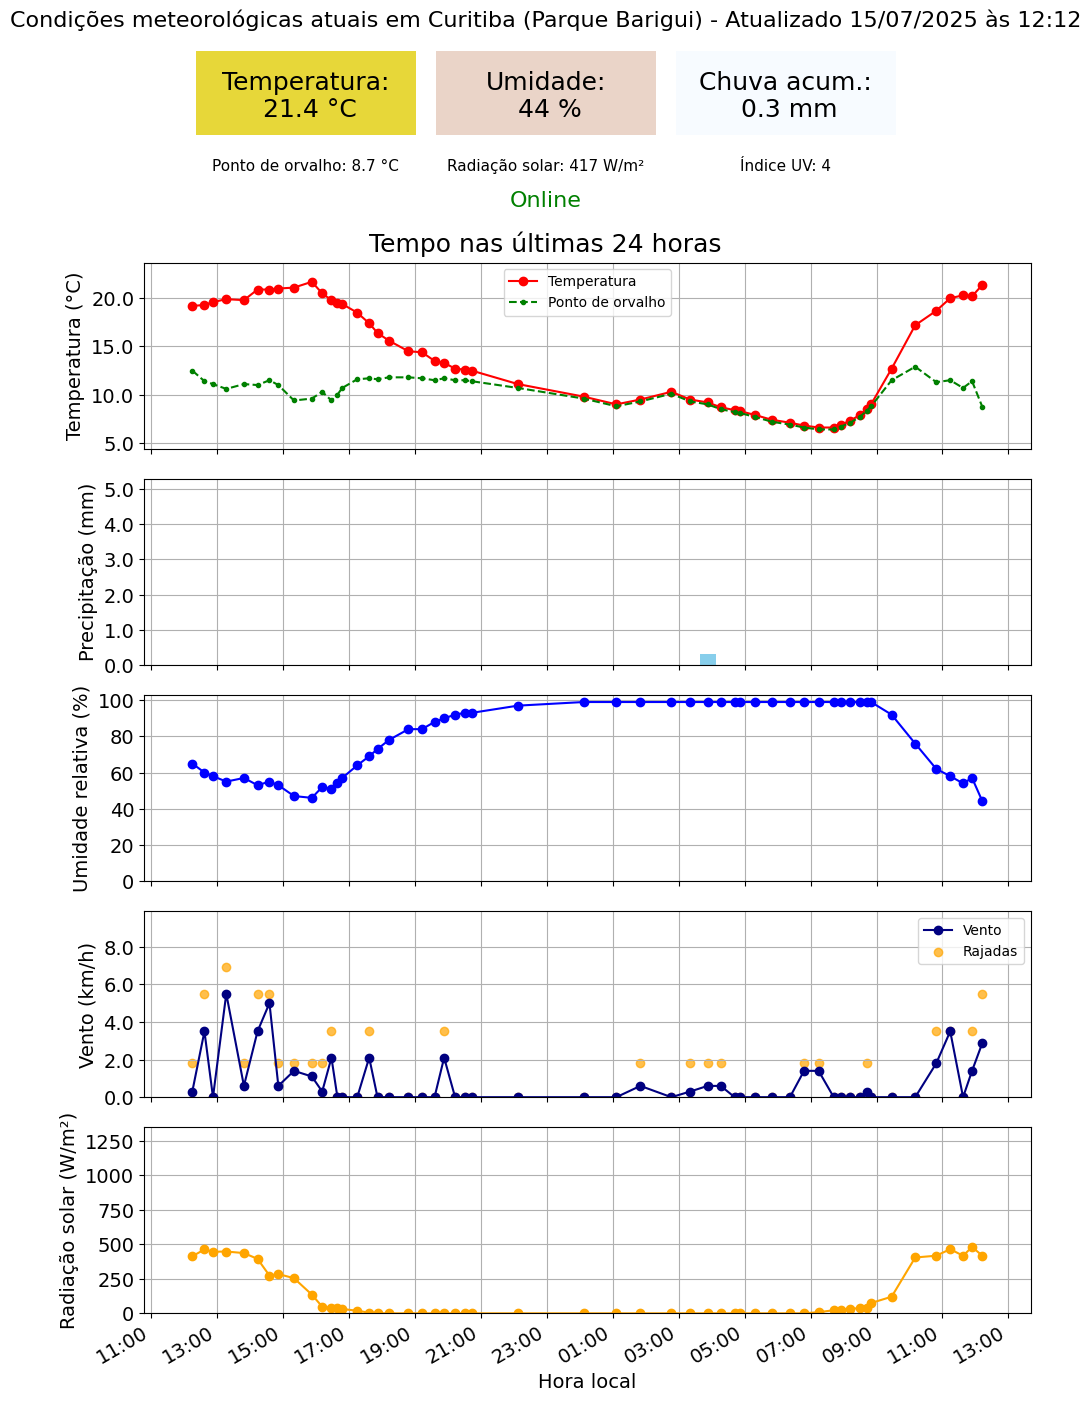 Condições meteorológicas atuais em Curitiba (Parque Barigui) - Atualizado 15/07/2025 às 12:12
Temperatura:
21.4 °C
Umidade:
44 %
Chuva acum.:
0.3 mm
Ponto de orvalho: 8.7 °C
Radiação solar: 417 W/m²
Índice UV: 4
Online
Tempo nas últimas 24 horas
Temperatura (°C)
20.0
15.0
10.0
5.0
Temperatura
Ponto de orvalho
Precipitação (mm)
5.0
4.0
3.0
2.0
1.0
0.0
Umidade relativa (%)
100
80
60
40
20
0
Vento (km/h)
8.0
6.0
4.0
2.0
0.0
Vento
Rajadas
Radiação solar (W/m²)
1250
1000
750
500
250
0
11:00
13:00
15:00
17:00
19:00
21:00
23:00
01:00
03:00
05:00
07:00
09:00
11:00
13:00
Hora local